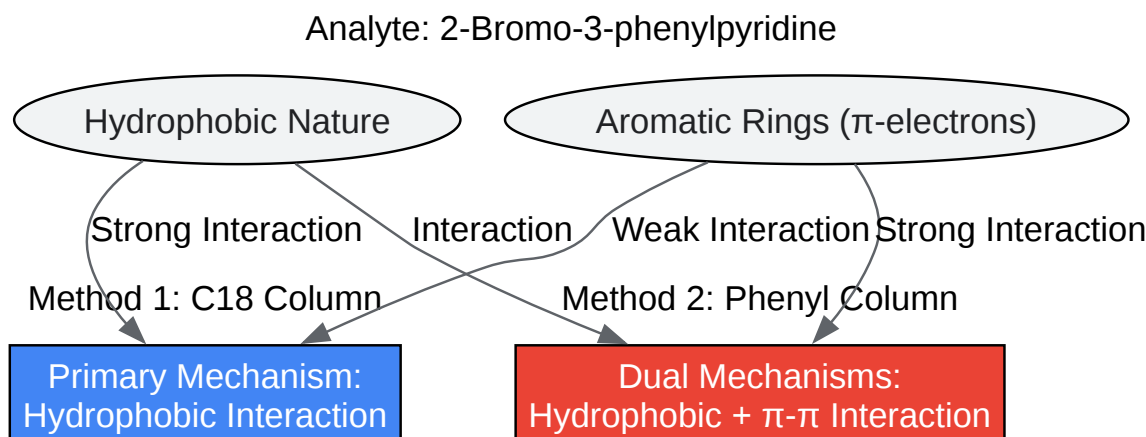 Analyte: 2-Bromo-3-phenylpyridine
Hydrophobic Nature
Aromatic Rings (π-electrons)
Strong Interaction
Interaction
Weak Interaction
Strong Interaction
Method 1: C18 Column
Method 2: Phenyl Column
Primary Mechanism:
Hydrophobic Interaction
Dual Mechanisms:
Hydrophobic + π-π Interaction